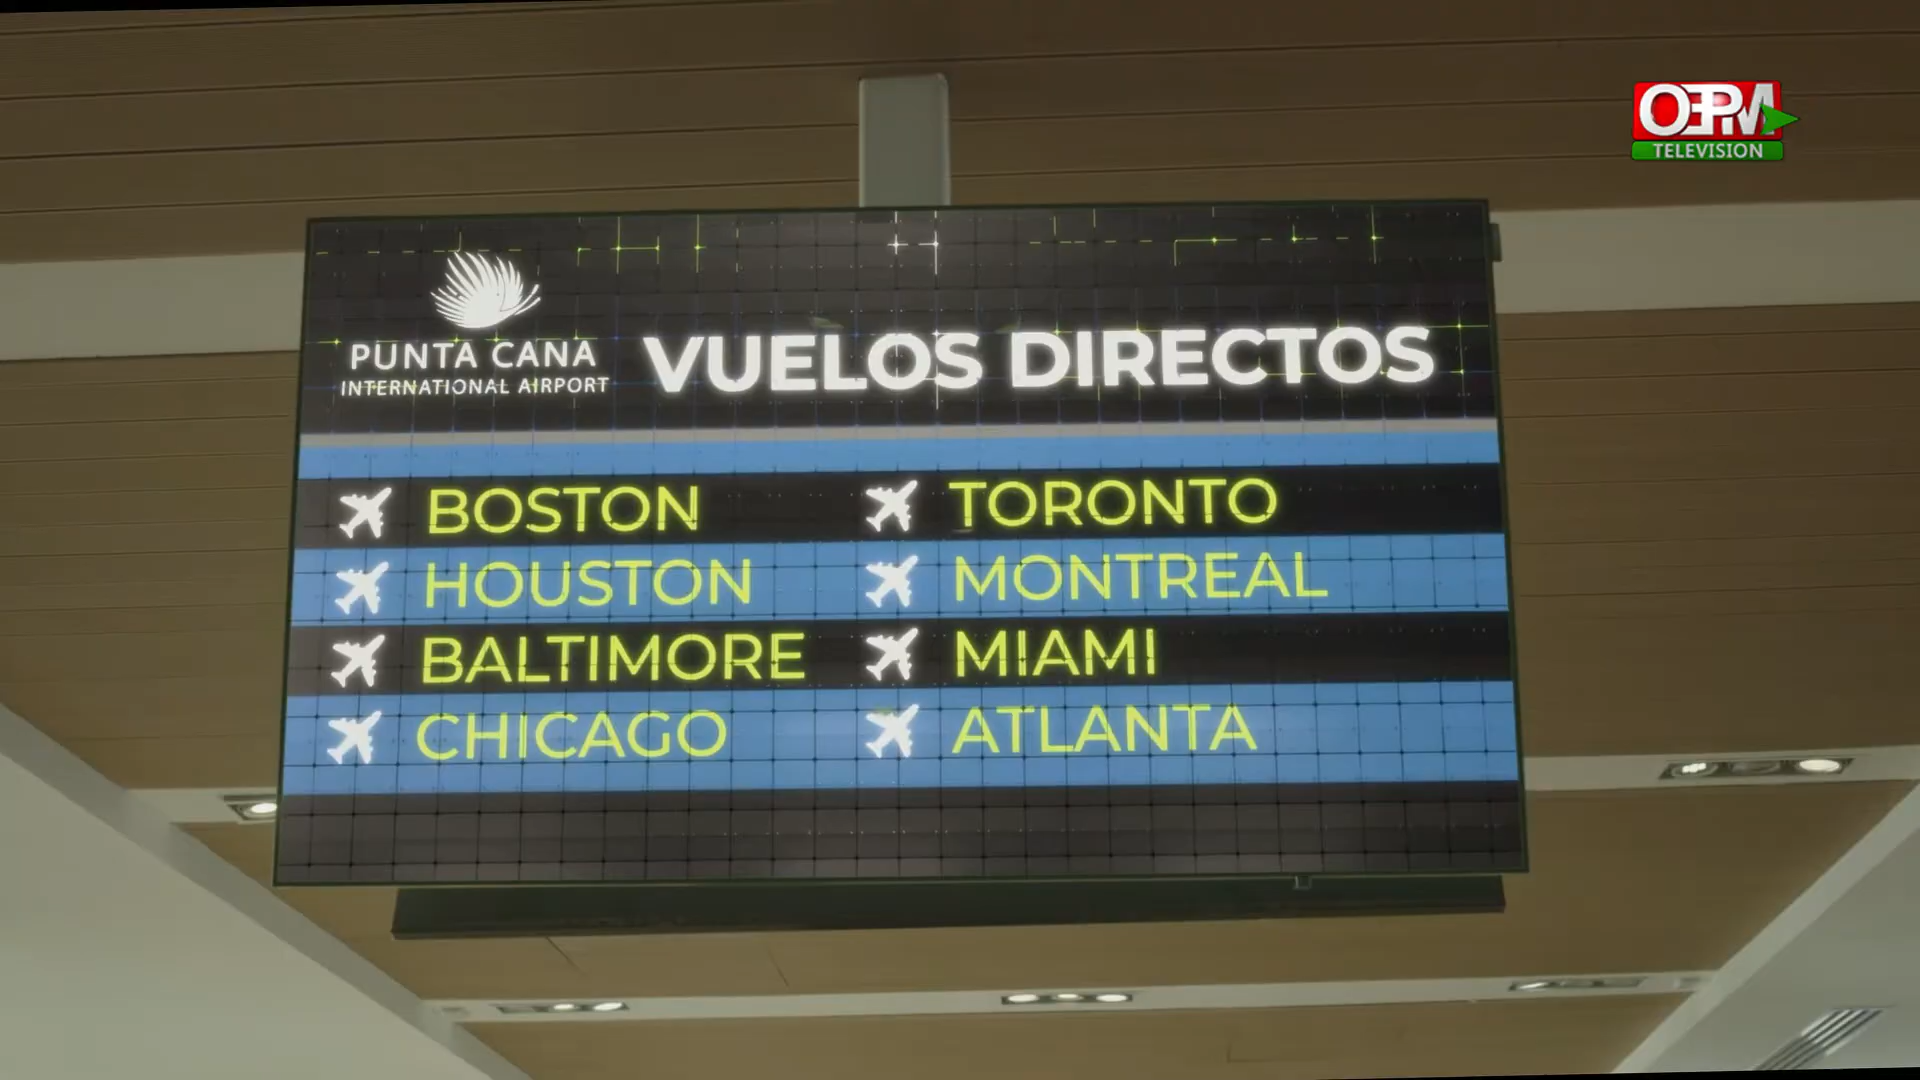 OEPM
TELEVISION
PUNTA CANA
INTERNATIONAL AIRPORT
VUELOS DIRECTOS
BOSTON
TORONTO
HOUSTON
MONTREAL
BALTIMORE
MIAMI
CHICAGO
ATLANTA